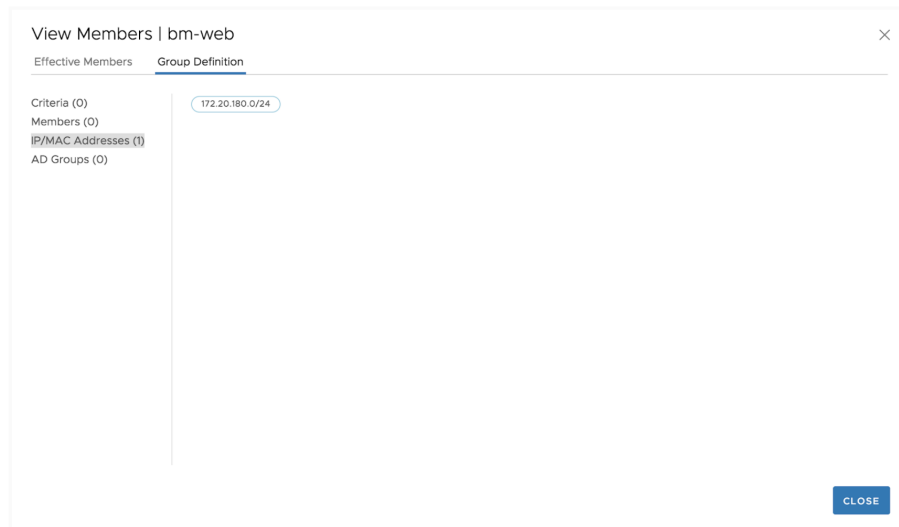 View Members | bm-web
Effective Members Group Definition
Criteria (0)
Members (0)
IP/MAC Addresses (1)
AD Groups (0)
172.20.180.0/24
CLOSE